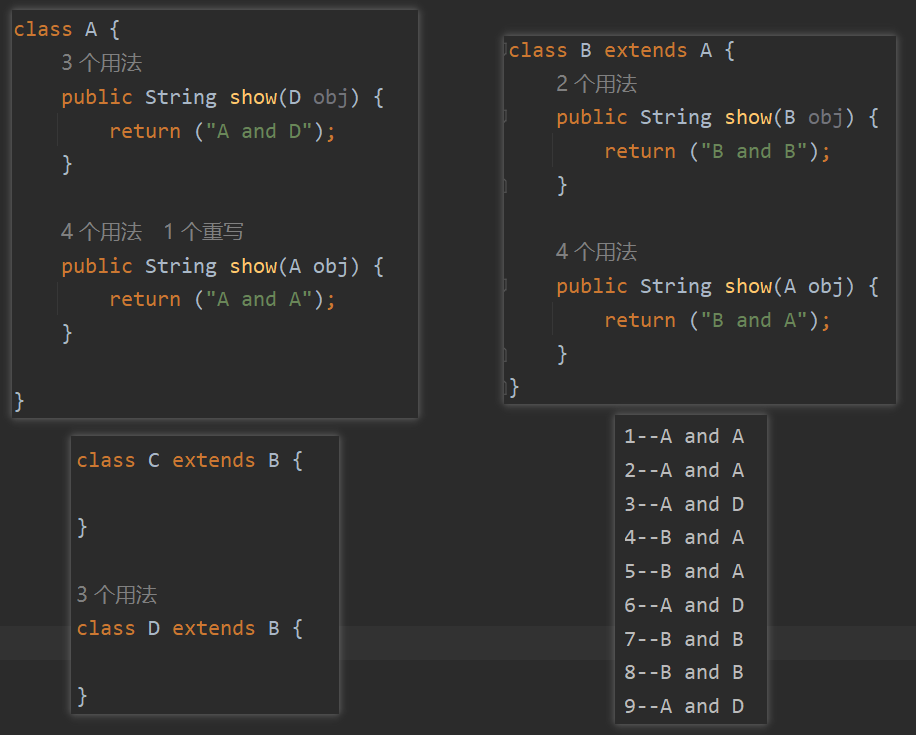 class A {
3 个用法
public String show(D obj) {
return ("A and D");
}
4 个用法 1 个重写
public String show(A obj) {
return ("A and A");
}
}
class B extends A {
2 个用法
public String show(B obj) {
return ("B and B");
}
4 个用法
public String show(A obj) {
return ("B and A");
}
}
class C extends B {
}
3 个用法
class D extends B {
}
1--A and A
2--A and A
3--A and D
4--B and A
5--B and A
6--A and D
7--B and B
8--B and B
9--A and D